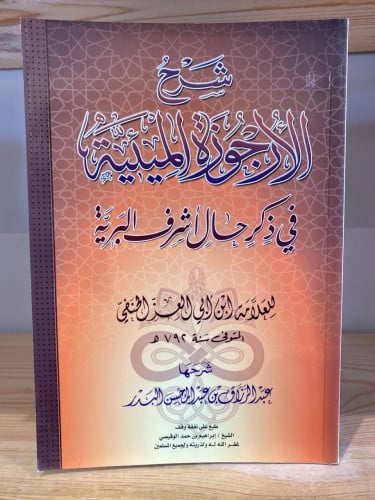 شرح
الأرجوزة الميئية
في ذكر حال أشرف البرية
للعلامة ابن أبي العز الحنفي
المتوفى سنة ٧٩٢ هـ
شرحها
عبد الرزاق بن عبد المحسن البدر
طبع على نفقة وقف
الشيخ / إبراهيم بن حمد الوقيصي
غفر الله له ولذريته ولجميع المسلمين